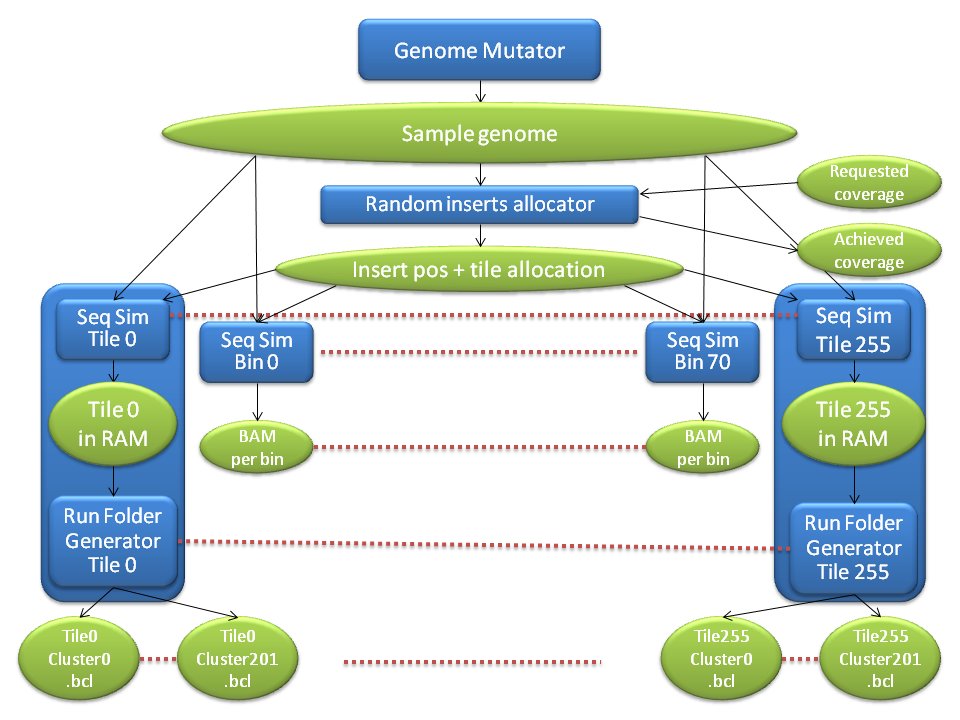 Genome Mutator
Sample genome
Requested
coverage
Random inserts allocator
Achieved
coverage
Insert pos + tile allocation
Seq Sim
Tile 0
Seq Sim
Bin 0
Seq Sim
Bin 70
Seq Sim
Tile 255
Tile 0
in RAM
BAM
per bin
BAM
per bin
Tile 255
in RAM
Run Folder
Generator
Tile 0
Run Folder
Generator
Tile 255
Tile0
Cluster0
.bcl
Tile0
Cluster201
.bcl
Tile255
Cluster0
.bcl
Tile255
Cluster201
.bcl